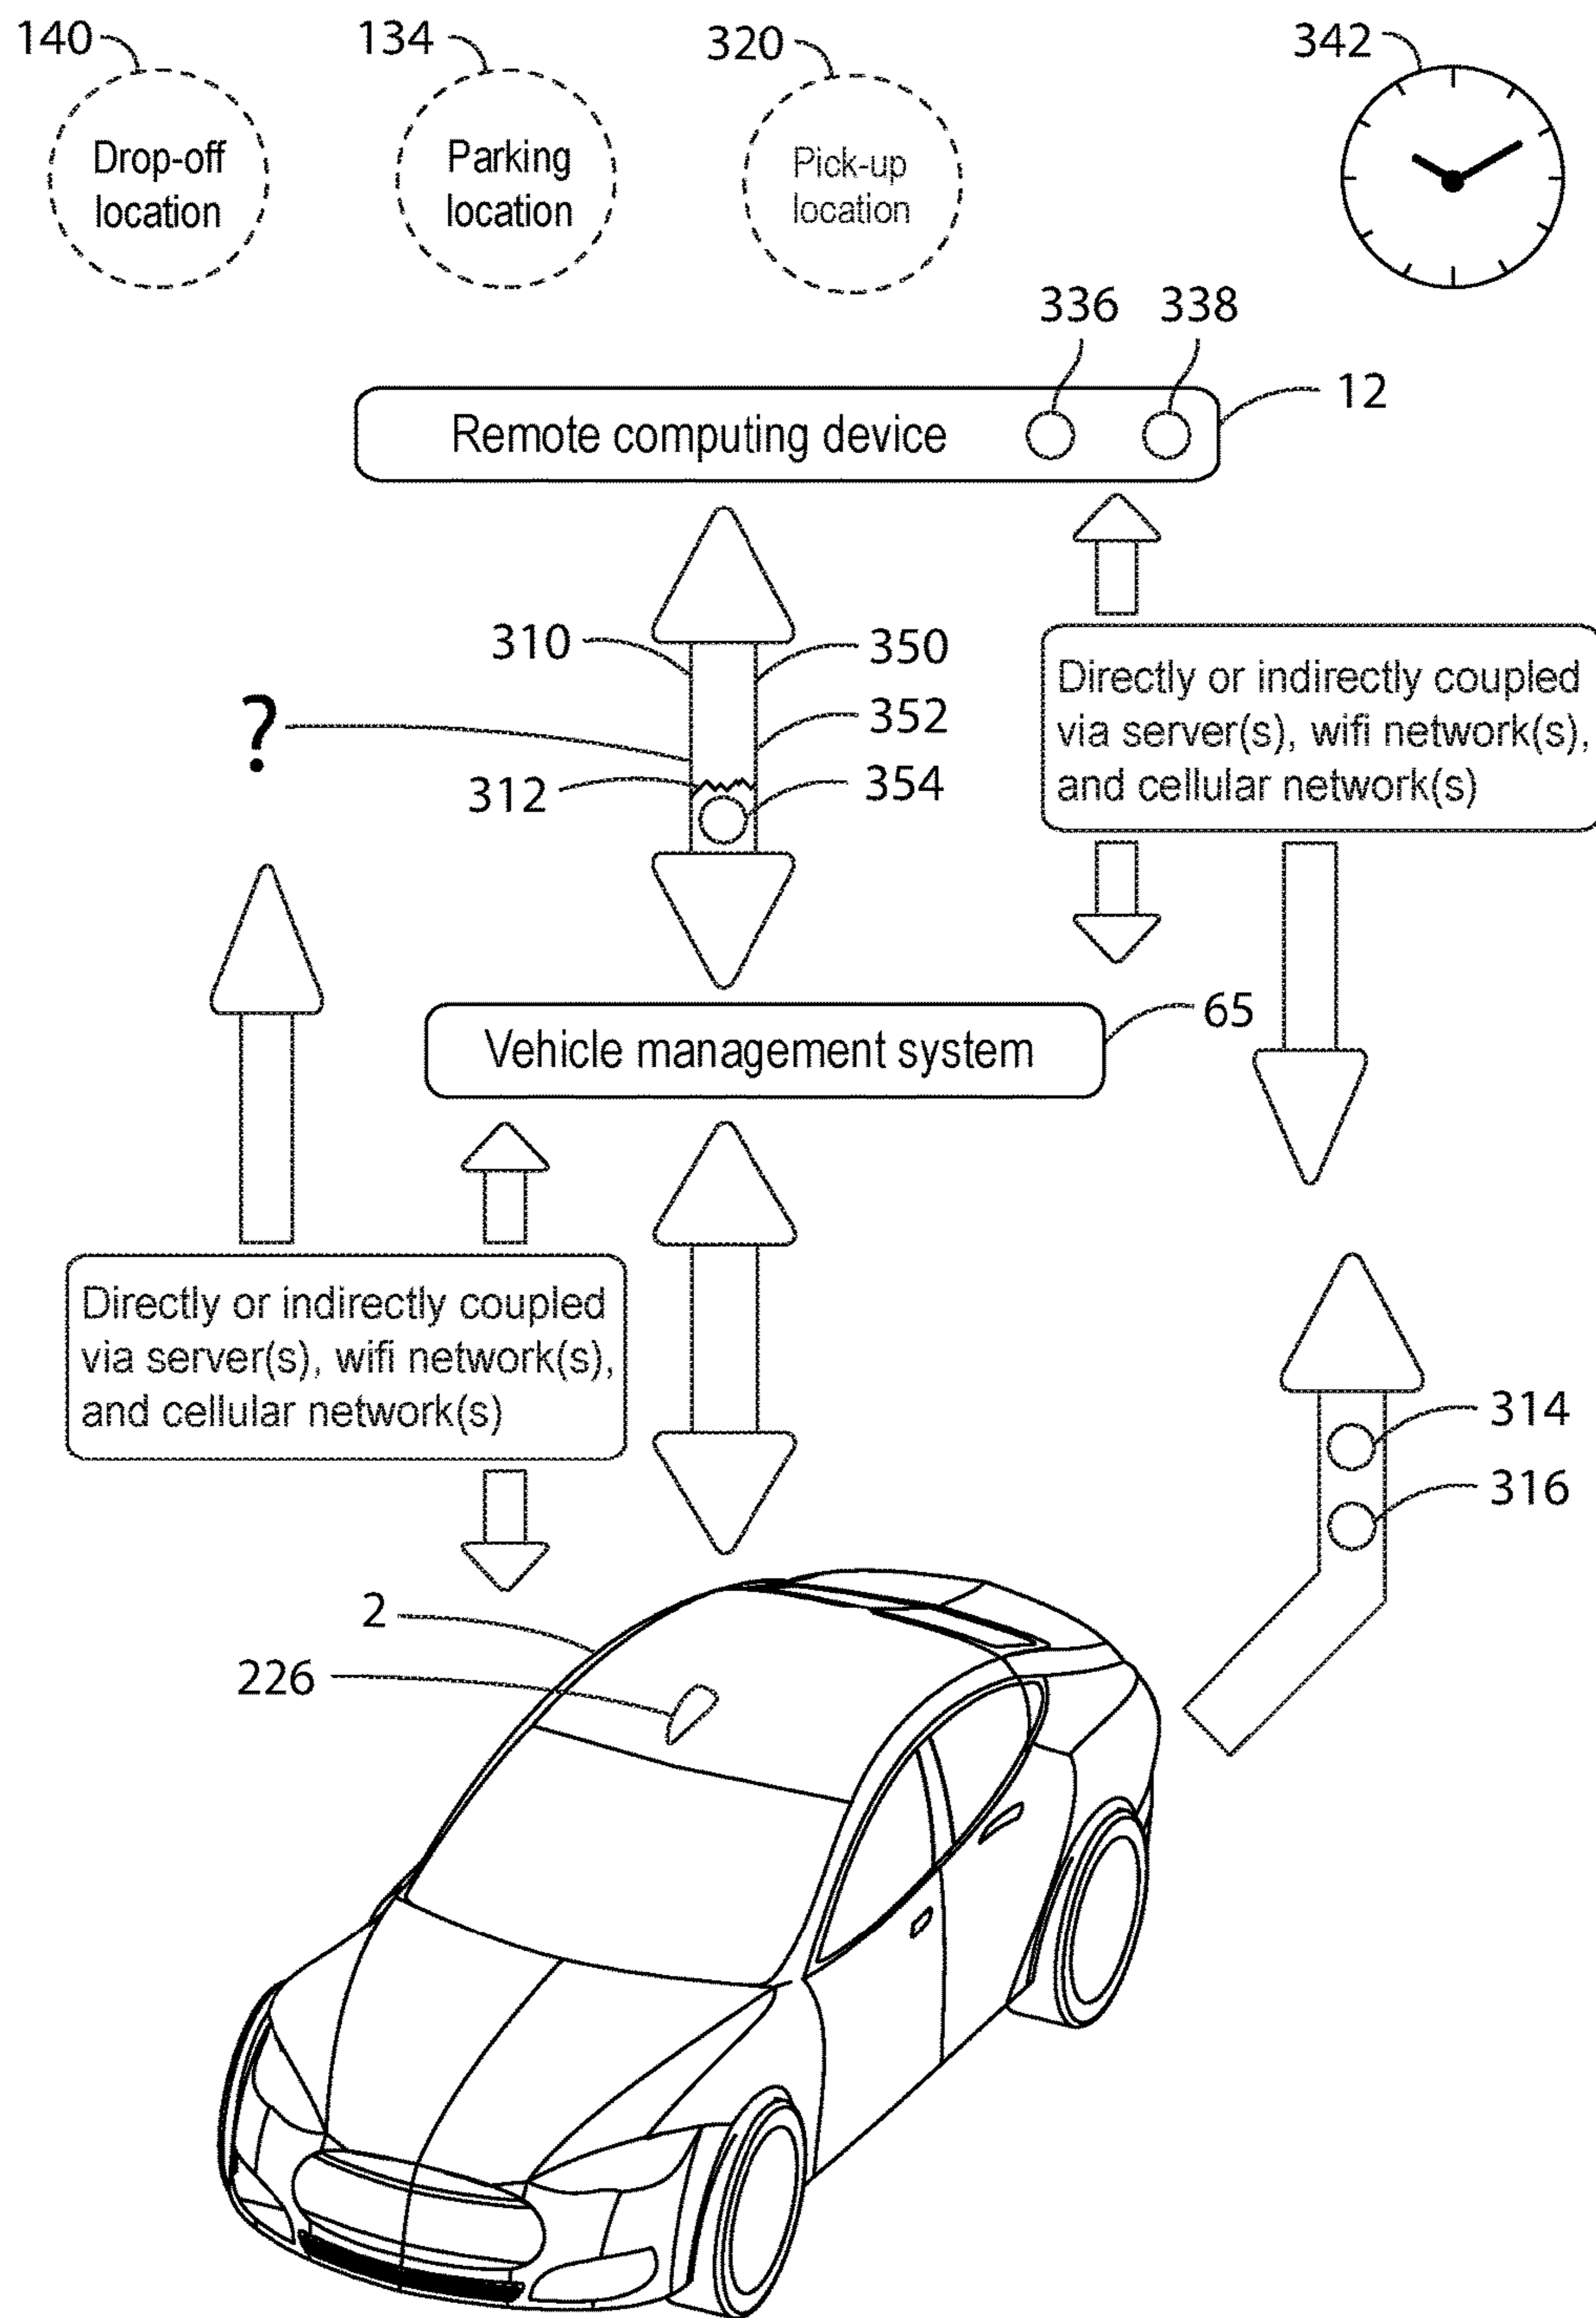 140
134
320
342
Drop-off
location
Parking
location
Pick-up
location
336
338
12
Remote computing device
310
350
?
352
312
354
Directly or indirectly coupled
via server(s), wifi network(s),
and cellular network(s)
65
Vehicle management system
Directly or indirectly coupled
via server(s), wifi network(s),
and cellular network(s)
314
316
2
226